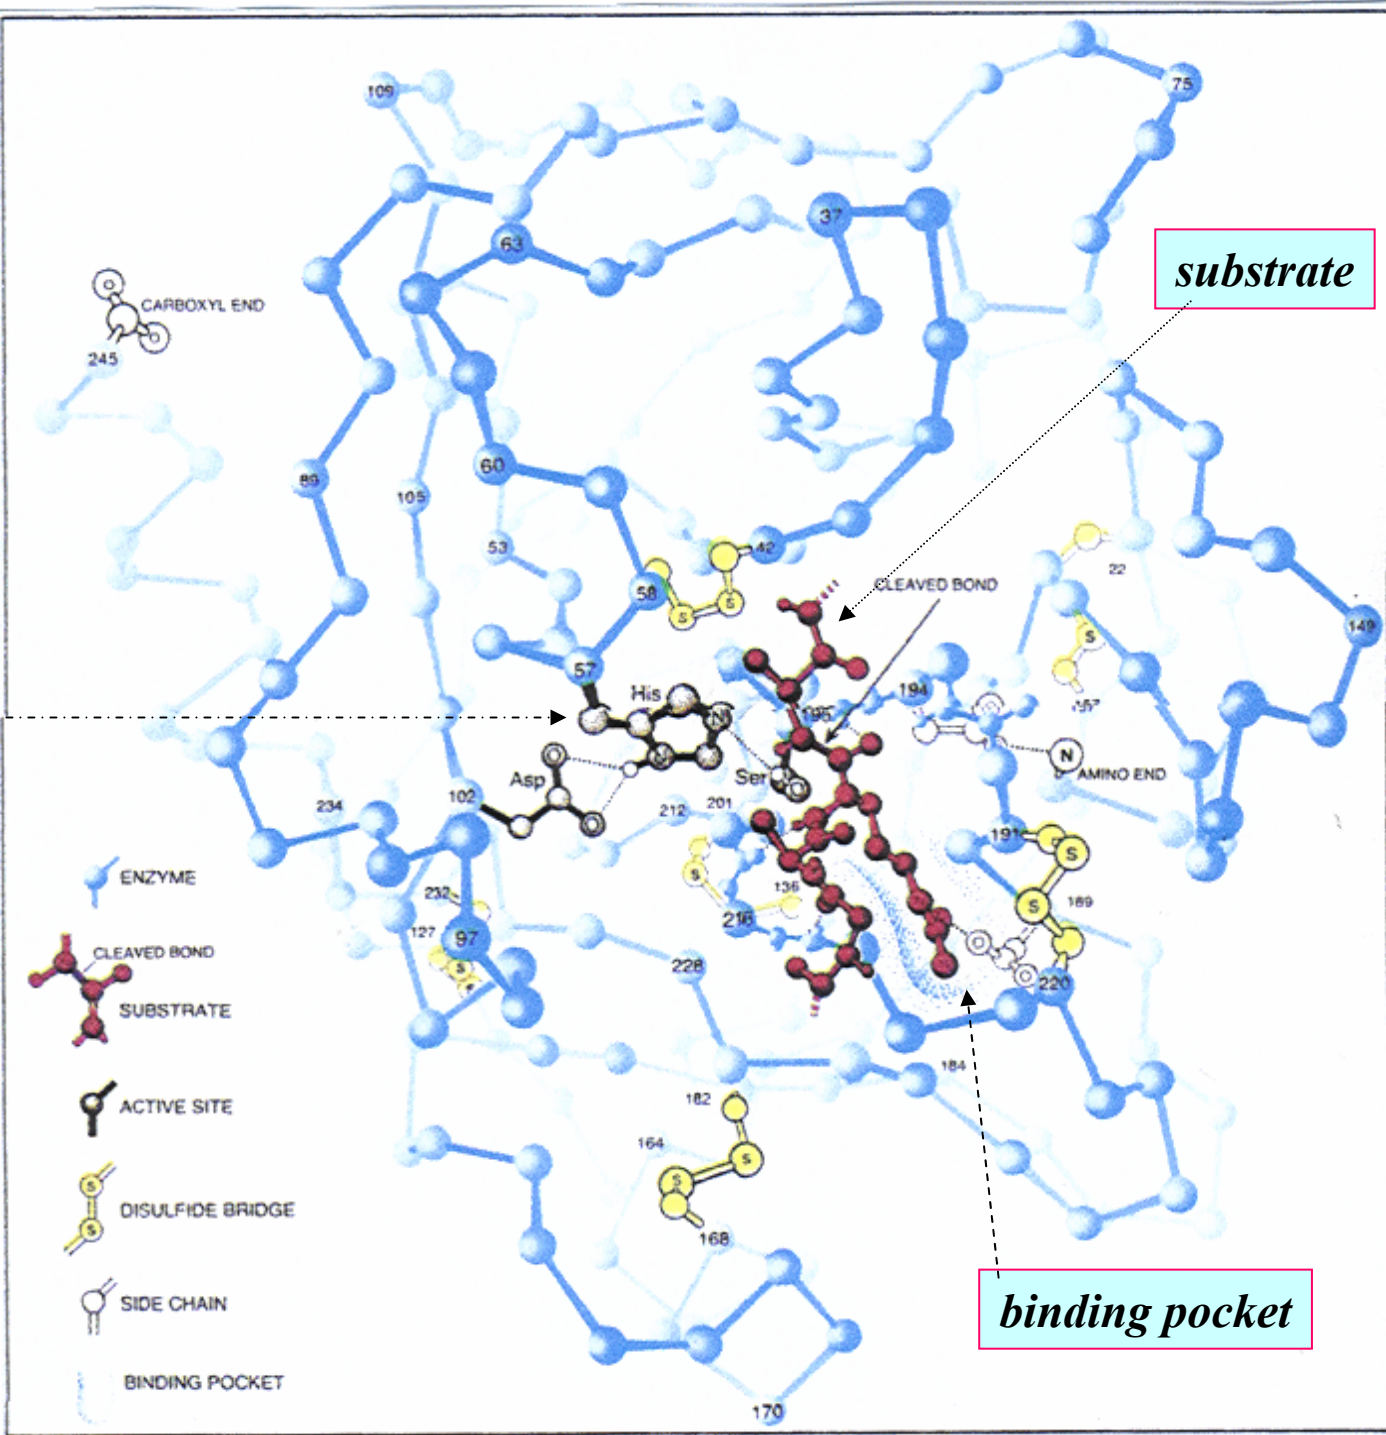 109
75
37
63
substrate
CARBOXYL END
245
60
89
105
53
42
22
58
CLEAVED BOND
S
S
S
149
57
His
194
195
N
N
Ser
AMINO END
Asp
102
234
212
201
191
S
S
S
136
189
216
ENZYME
232
127
97
S
228
220
CLEAVED BOND
SUBSTRATE
184
182
ACTIVE SITE
164
S
S
S
S
DISULFIDE BRIDGE
168
SIDE CHAIN
binding pocket
BINDING POCKET
170